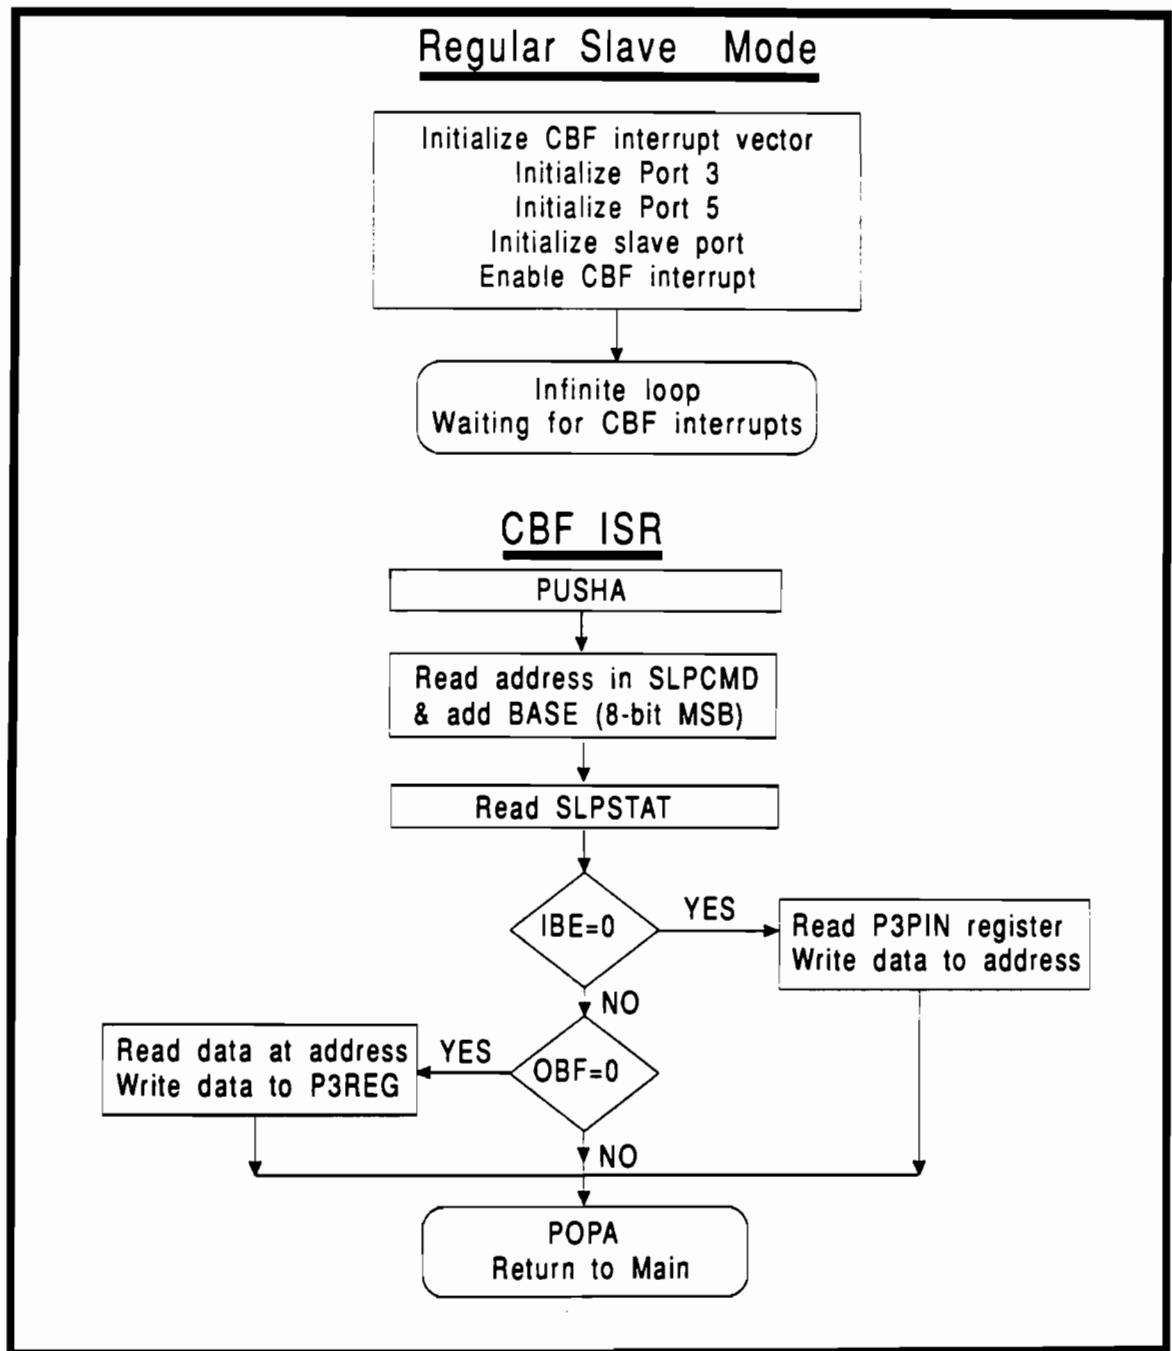 Regular Slave Mode
Initialize CBF interrupt vector
Initialize Port 3
Initialize Port 5
Initialize slave port
Enable CBF interrupt
Infinite loop
Waiting for CBF interrupts
CBF ISR
PUSHA
Read address in SLPCMD
& add BASE (8-bit MSB)
Read SLPSTAT
IBE=0
YES
Read P3PIN register
Write data to address
NO
OBF=0
YES
Read data at address
Write data to P3REG
NO
POPA
Return to Main